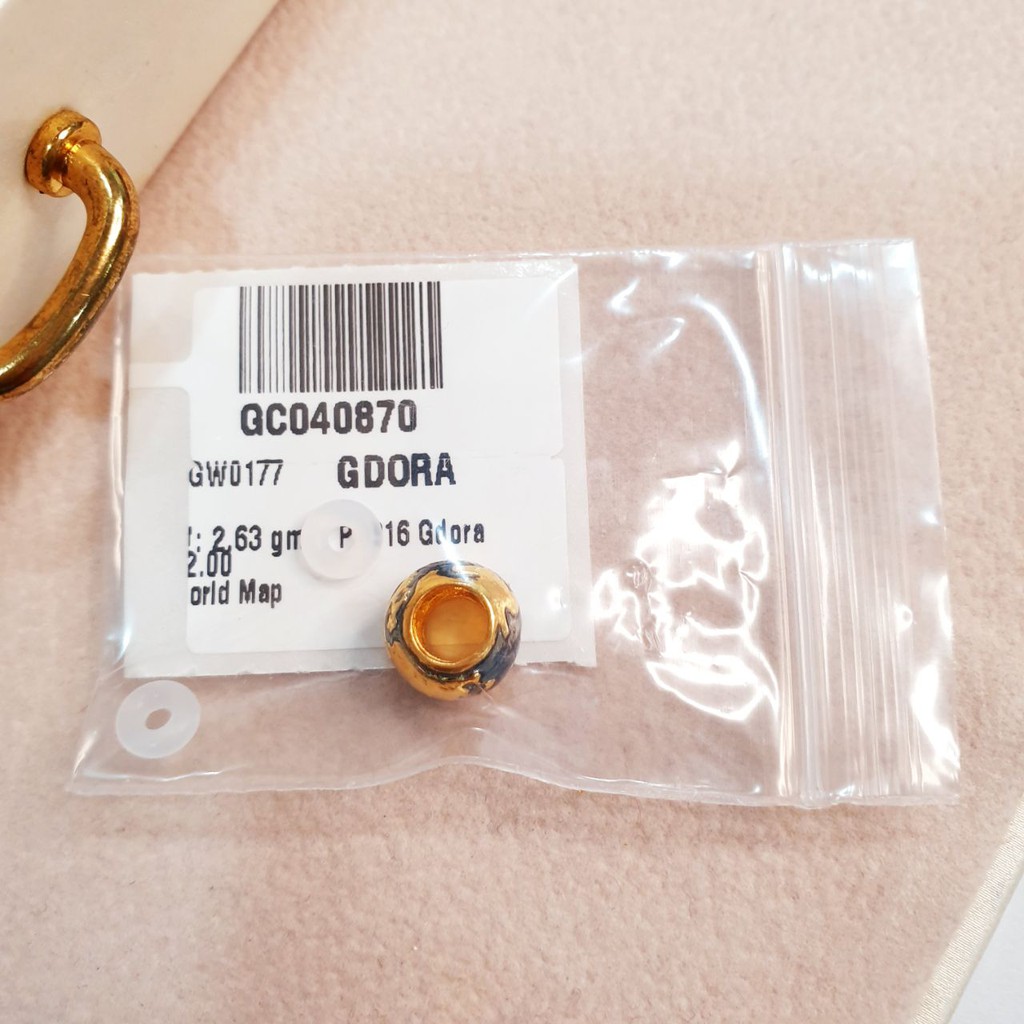 GC040870
GW0177 GDORA
: 2.63 gm P 16 Gdora
2.00
orld Map